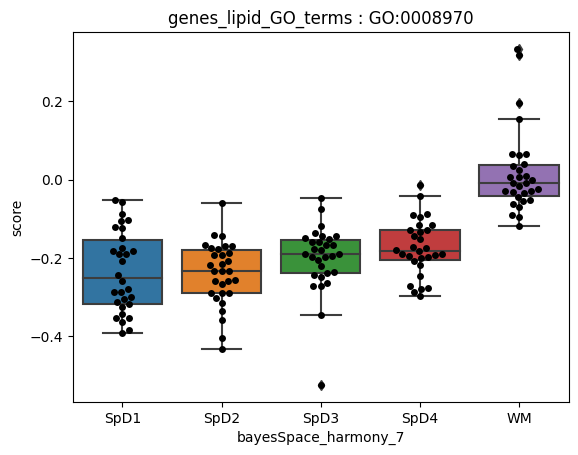 genes_lipid_GO_terms : GO:0008970
score
0.2
0.0
−0.2
−0.4
SpD1 SpD2 SpD3 SpD4 WM
bayesSpace_harmony_7